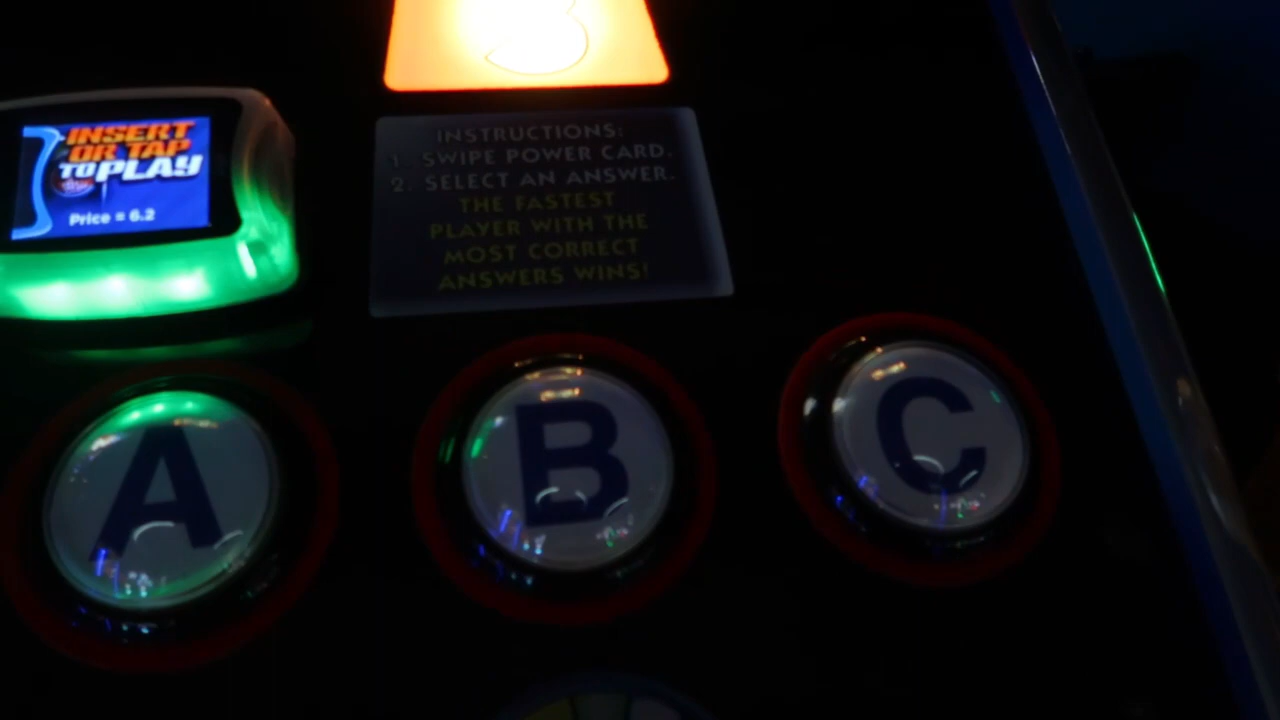 3
INSERT
OR TAP
TO PLAY
Price = 6.2
INSTRUCTIONS:
1. SWIPE POWER CARD.
2. SELECT AN ANSWER.
THE FASTEST
PLAYER WITH THE
MOST CORRECT
ANSWERS WINS!
A
B
C